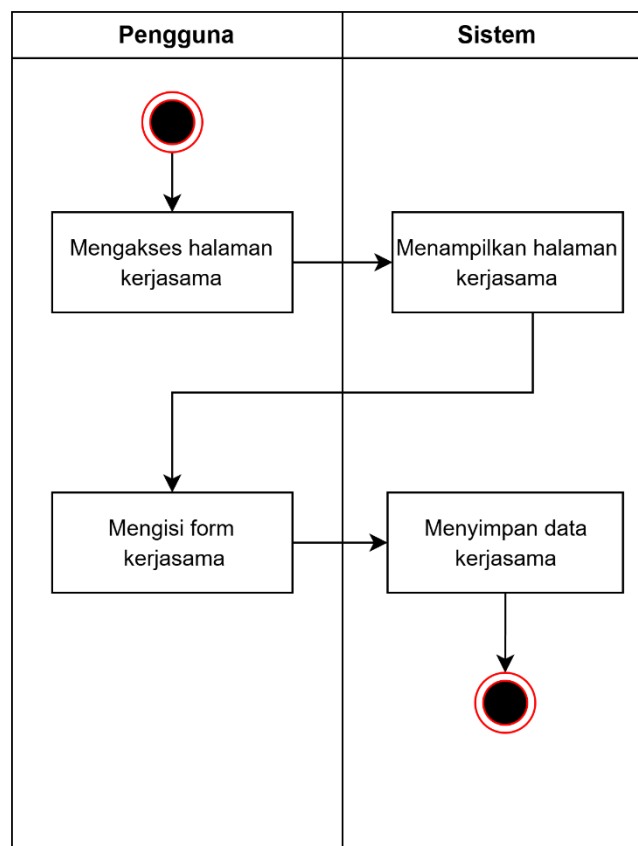 Pengguna
Sistem
Mengakses halaman
kerjasama
Menampilkan halaman
kerjasama
Mengisi form
kerjasama
Menyimpan data
kerjasama